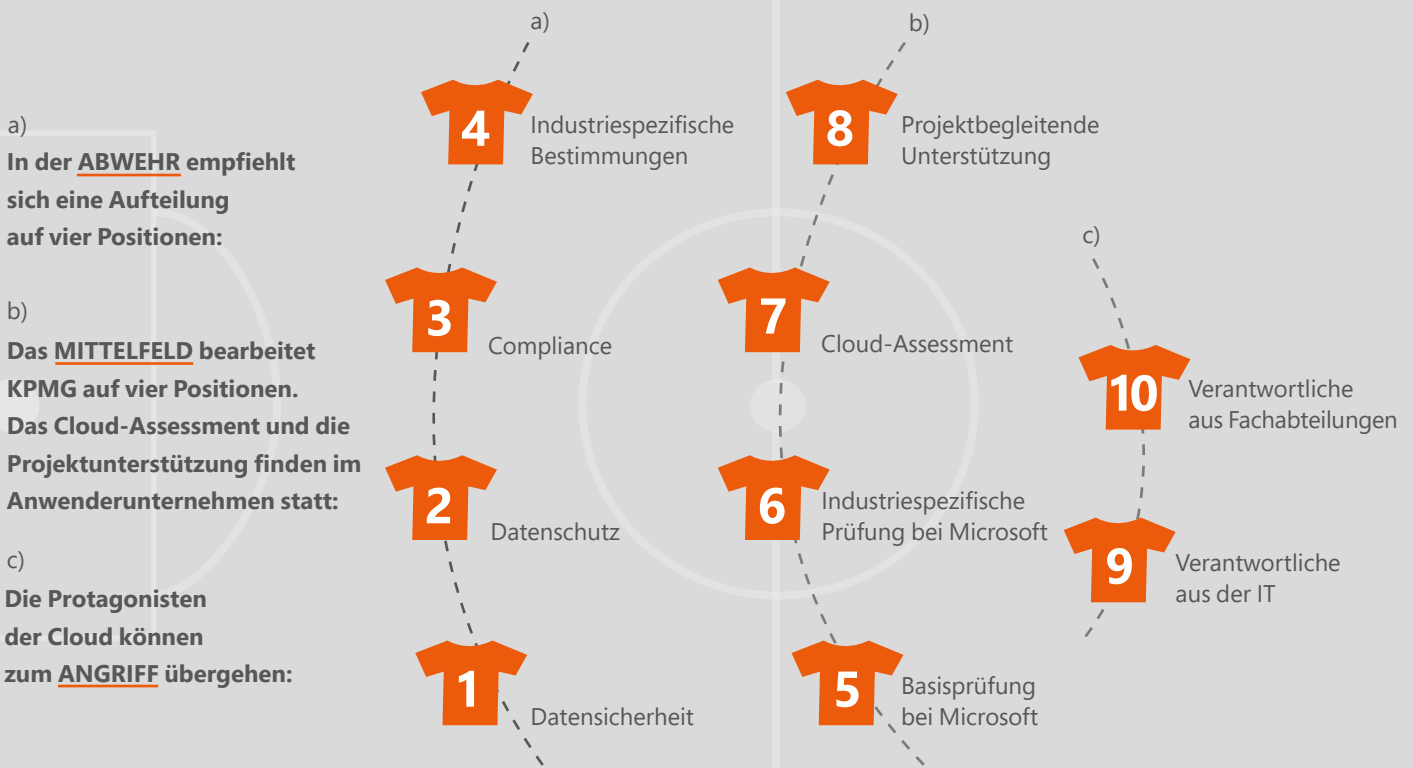 a)
In der ABWEHR empfiehlt
sich eine Aufteilung
auf vier Positionen:
b)
Das MITTELFELD bearbeitet
KPMG auf vier Positionen.
Das Cloud-Assessment und die
Projektunterstützung finden im
Anwenderunternehmen statt:
c)
Die Protagonisten
der Cloud können
zum ANGRIFF übergehen:
a)
4
Industriespezifische
Bestimmungen
3
Compliance
2
Datenschutz
1
Datensicherheit
b)
8
Projektbegleitende
Unterstützung
7
Cloud-Assessment
6
Industriespezifische
Prüfung bei Microsoft
5
Basisprüfung
bei Microsoft
c)
10
Verantwortliche
aus Fachabteilungen
9
Verantwortliche
aus der IT